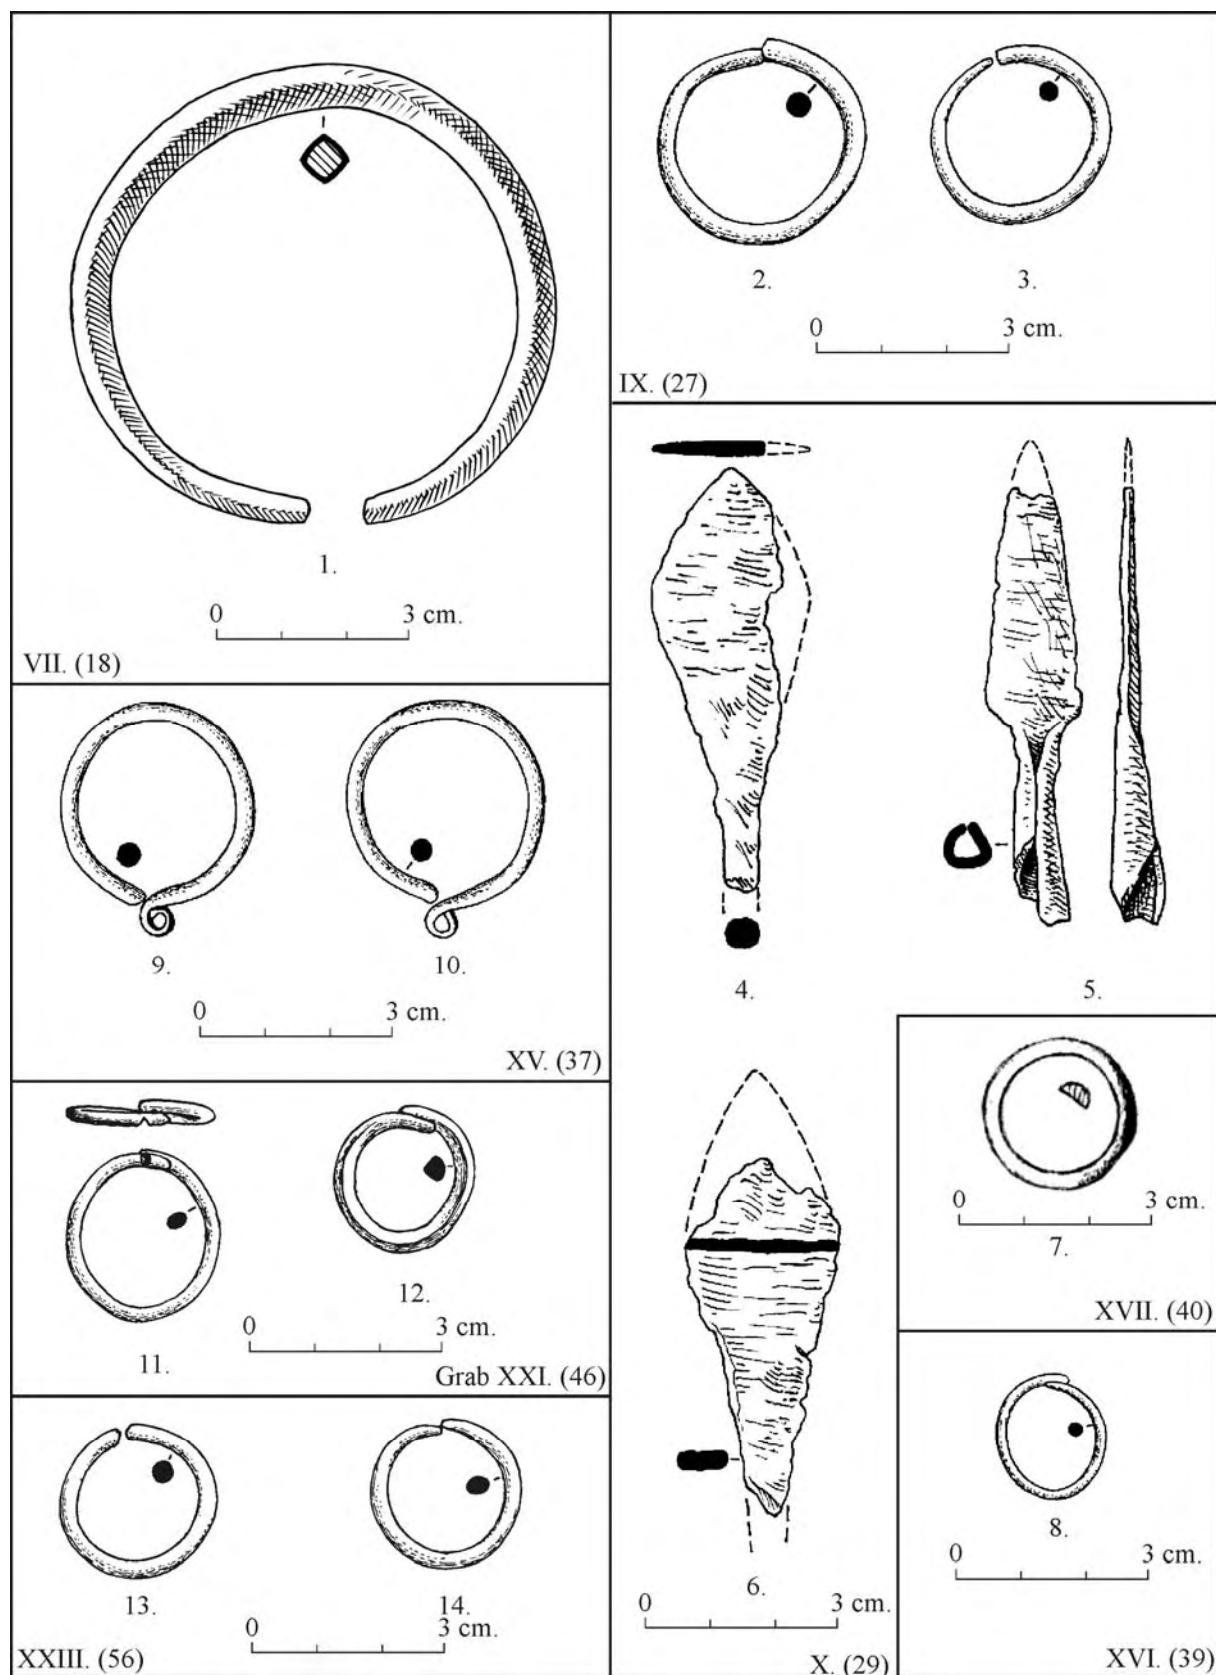 1.
0 3 cm.
VII. (18)
2. 3.
0 3 cm.
IX. (27)
4. 5.
6.
0 3 cm.
X. (29)
0 3 cm.
7.
XVII. (40)
8.
0 3 cm.
XVI. (39)
9. 10.
0 3 cm.
XV. (37)
11. 12.
0 3 cm.
Grab XXI. (46)
13. 14.
0 3 cm.
XXIII. (56)